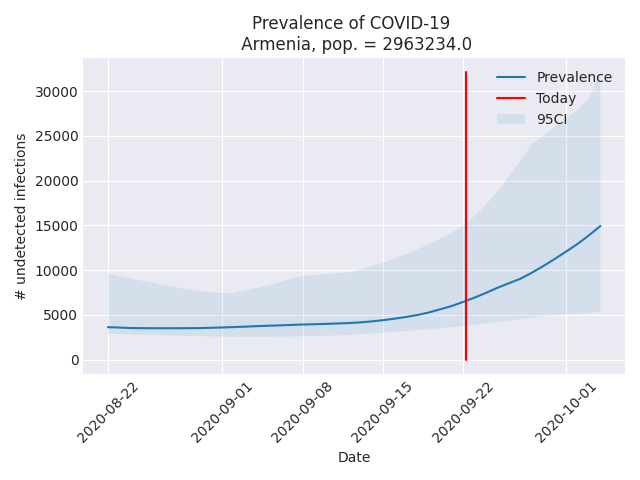 Prevalence of COVID-19
Armenia, pop. = 2963234.0
Prevalence
Today
95CI
30000
25000
20000
15000
10000
5000
0
# undetected infections
2020-08-22
2020-09-01
2020-09-08
2020-09-15
2020-09-22
2020-10-01
Date